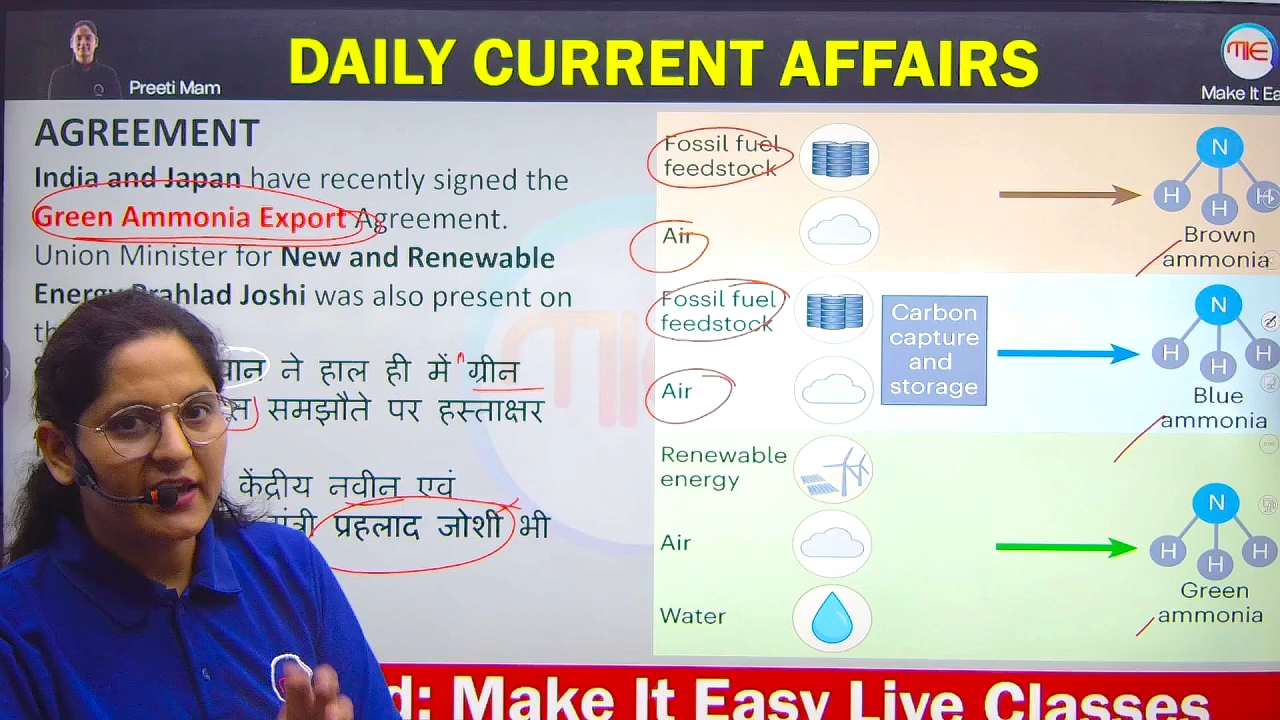 DAILY CURRENT AFFAIRS
Preeti Mam
MIE
Make It
AGREEMENT
India and Japan have recently signed the
Green Ammonia Export Agreement.
Union Minister for New and Renewable
Energy Prahlad Joshi was also present on
ने हाल ही में ग्रीन
समझौते पर हस्ताक्षर
केंद्रीय नवीन एवं
प्रहलाद जोशी भी
Fossil fuel
feedstock
Air
N
H
H
H
Brown
ammonia
Fossil fuel
feedstock
Air
Carbon
capture
and
storage
N
H
H
H
Blue
ammonia
Renewable
energy
Air
Water
N
H
H
H
Green
ammonia
Make It Easy Live Classes